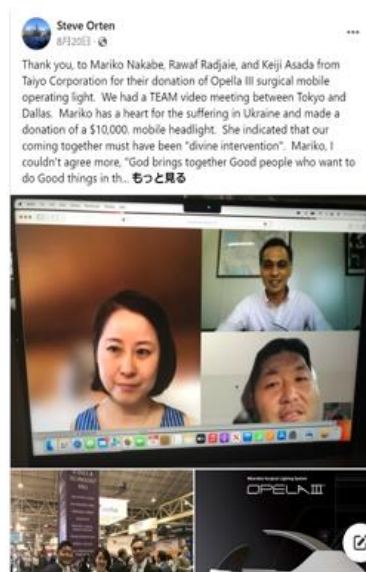 Steve Orten
8月20日
Thank you, to Mariko Nakabe, Rawaf Radjaie, and Keiji Asada from
Taiyo Corporation for their donation of Opella III surgical mobile
operating light. We had a TEAM video meeting between Tokyo and
Dallas. Mariko has a heart for the suffering in Ukraine and made a
donation of a $10,000. mobile headlight. She indicated that our
coming together must have been "divine intervention". Mariko, I
couldn't agree more, "God brings together Good people who want to
do Good things in th... もっと見る
TECHNOLOGY
OPELA III